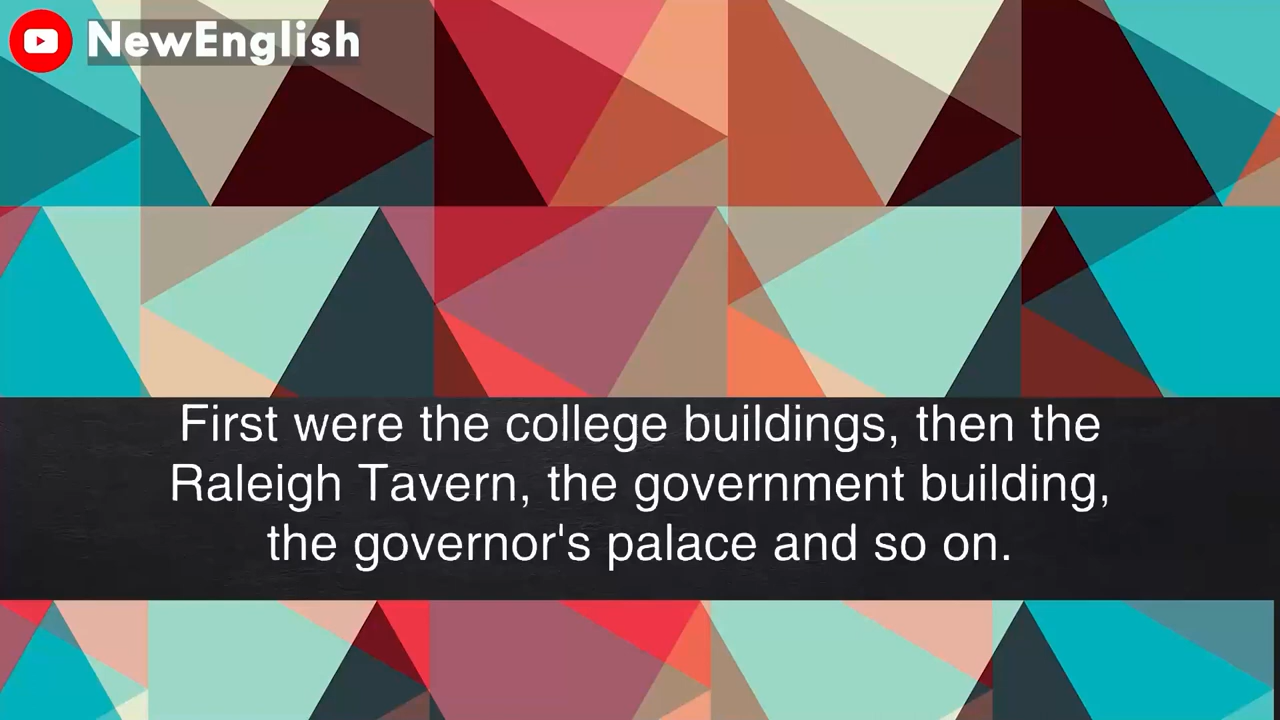 NewEnglish
First were the college buildings, then the
Raleigh Tavern, the government building,
the governor's palace and so on.